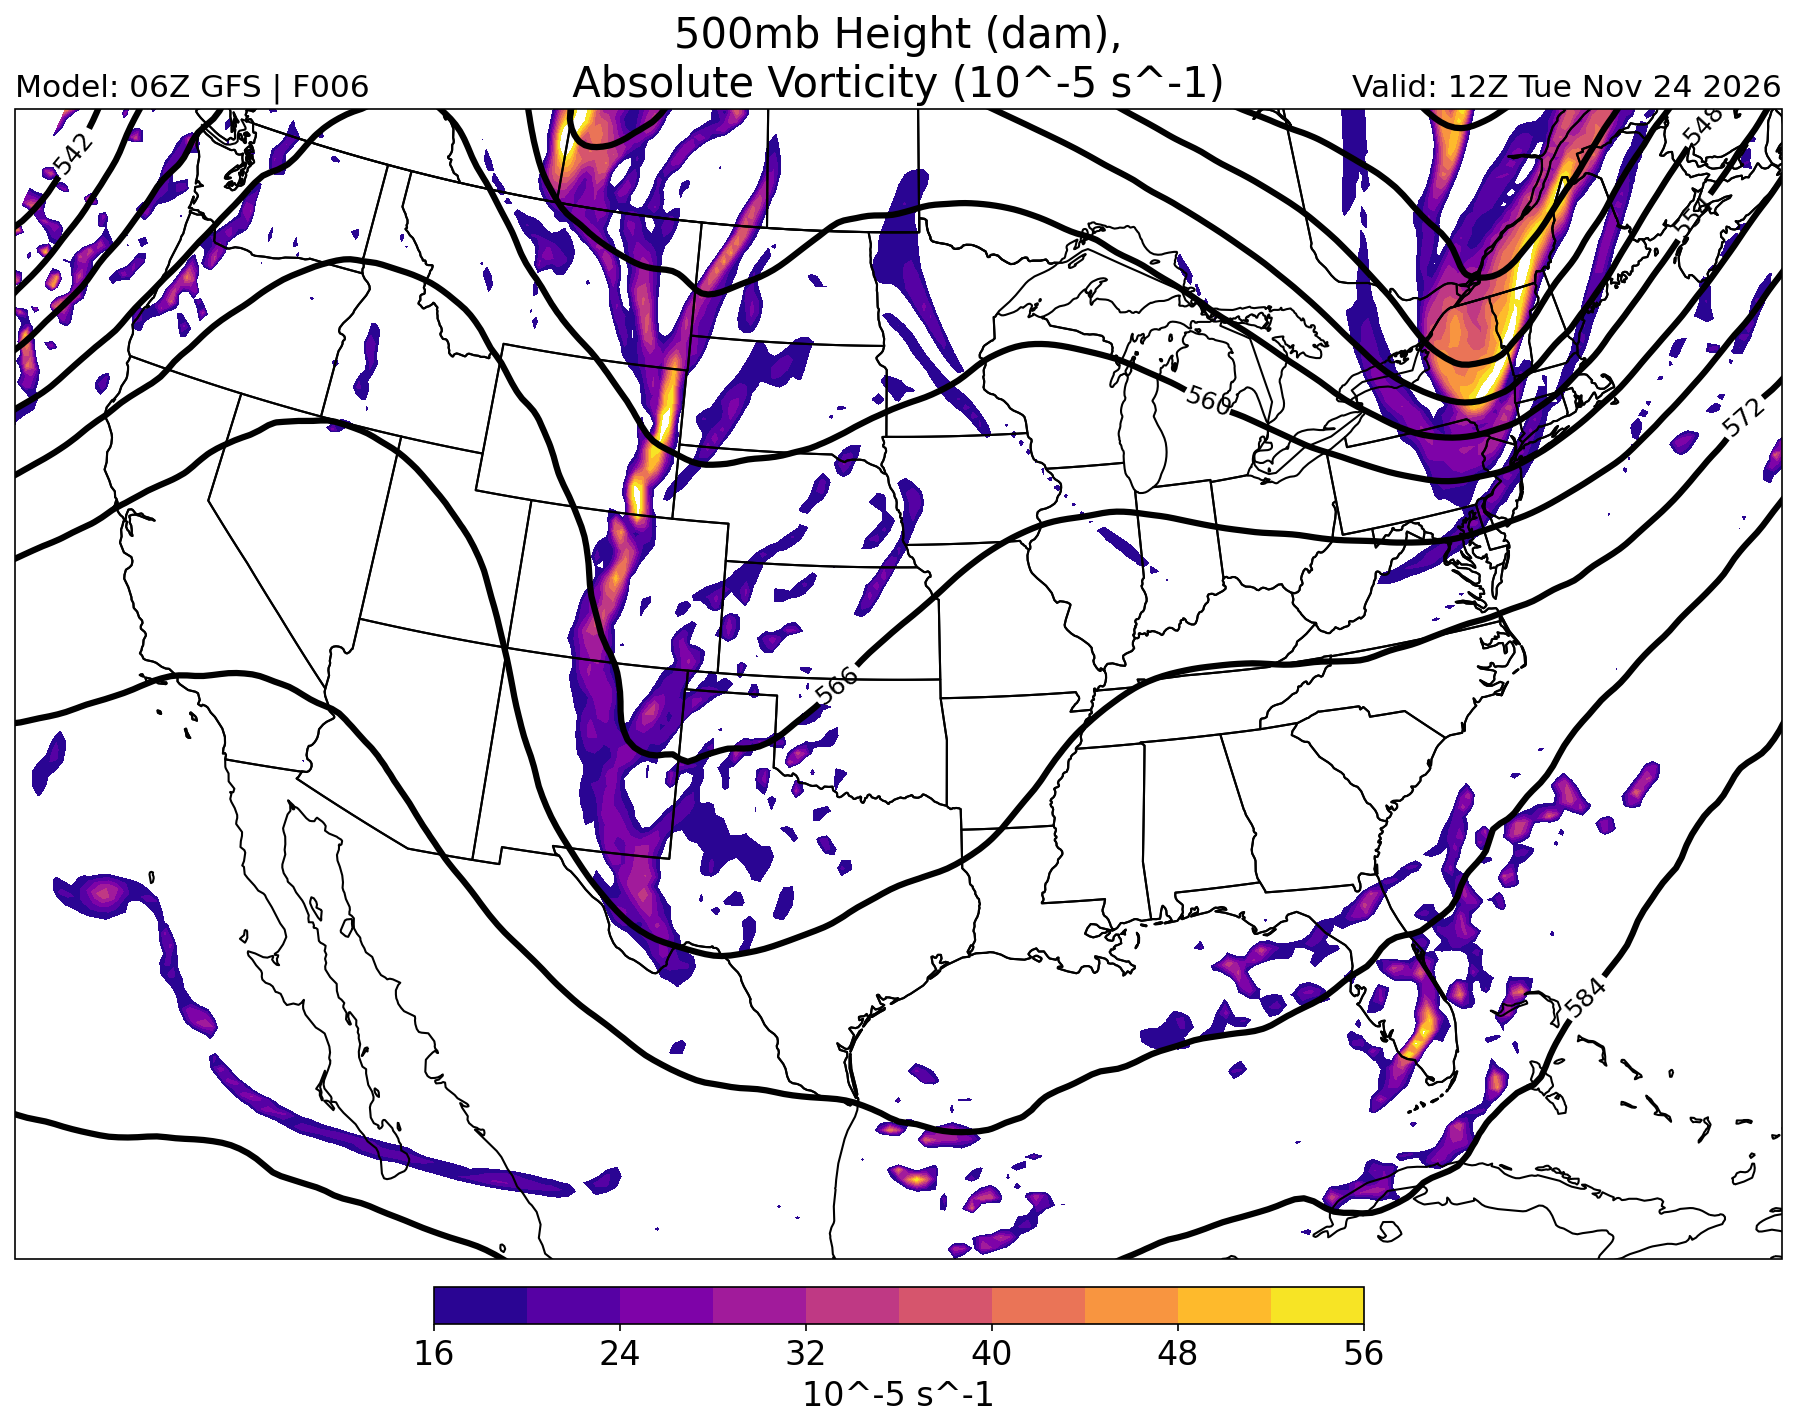 500mb Height (dam),
Model: 06Z GFS | F006
Absolute Vorticity (10^-5 s^-1)
Valid: 12Z Tue Nov 24 2026
542
548
560
572
566
584
16
24
32
40
48
56
10^-5 s^-1